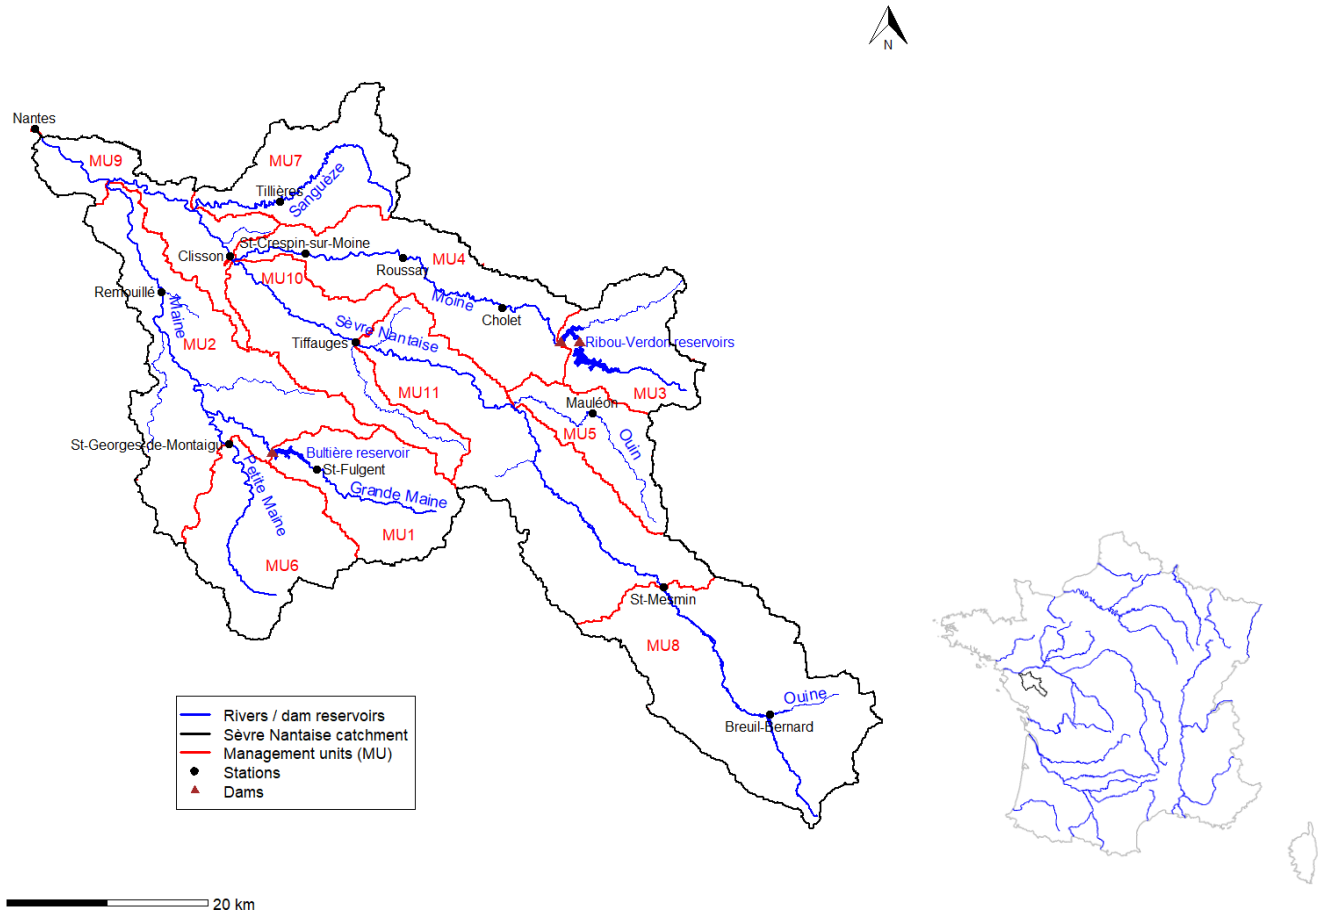 N
Nantes
MU9
MU7
Tillières
Sanguèze
St-Crespin-sur-Moine
Clisson
MU4
Roussay
MU10
Remouillé
Maine
Moine
Cholet
Sèvre Nantaise
Tiffauges
Ribou-Verdon reservoirs
MU2
MU11
MU3
Mauléon
MU5
Ouin
St-Georges-de-Montaigu
Bultière reservoir
St-Fulgent
Petite Maine
Grande Maine
MU1
MU6
St-Mesmin
MU8
Ouine
Breuil-Bernard
Rivers / dam reservoirs
Sèvre Nantaise catchment
Management units (MU)
Stations
Dams
20 km